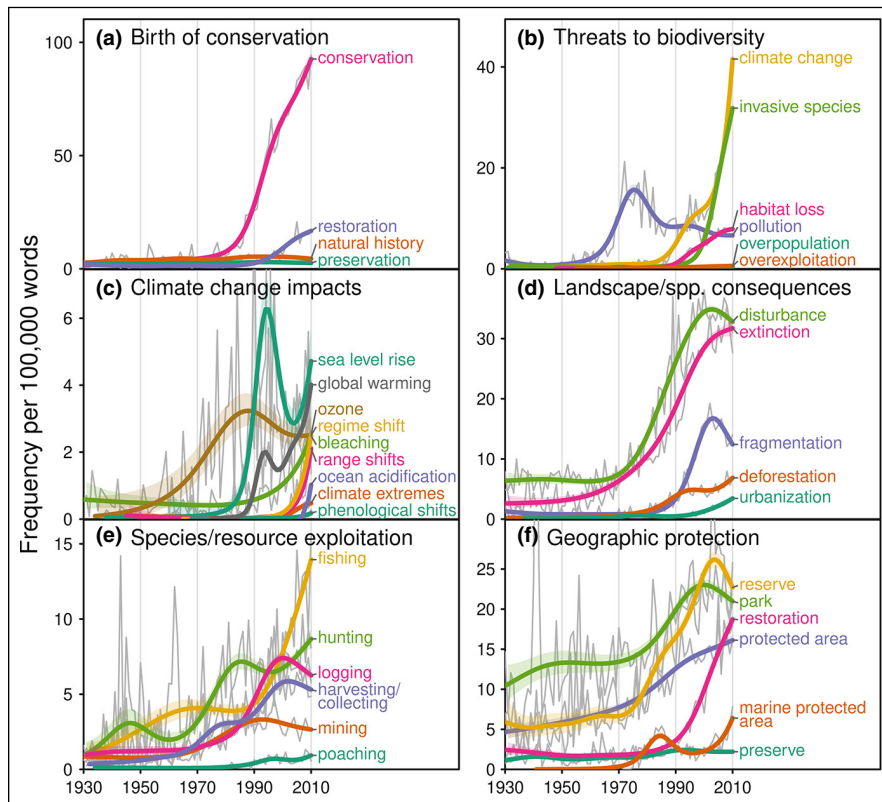 Frequency per 100,000 words
(a) Birth of conservation
100
50
0
conservation
restoration
natural history
preservation
(b) Threats to biodiversity
40
20
0
climate change
invasive species
habitat loss
pollution
overpopulation
overexploitation
(c) Climate change impacts
6
4
2
0
sea level rise
global warming
ozone
regime shift
bleaching
range shifts
ocean acidification
climate extremes
phenological shifts
(d) Landscape/spp. consequences
30
20
10
0
disturbance
extinction
fragmentation
deforestation
urbanization
(e) Species/resource exploitation
15
10
5
0
fishing
hunting
logging
harvesting/
collecting
mining
poaching
1930 1950 1970 1990 2010
(f) Geographic protection
25
20
15
10
5
0
reserve
park
restoration
protected area
marine protected
area
preserve
1930 1950 1970 1990 2010